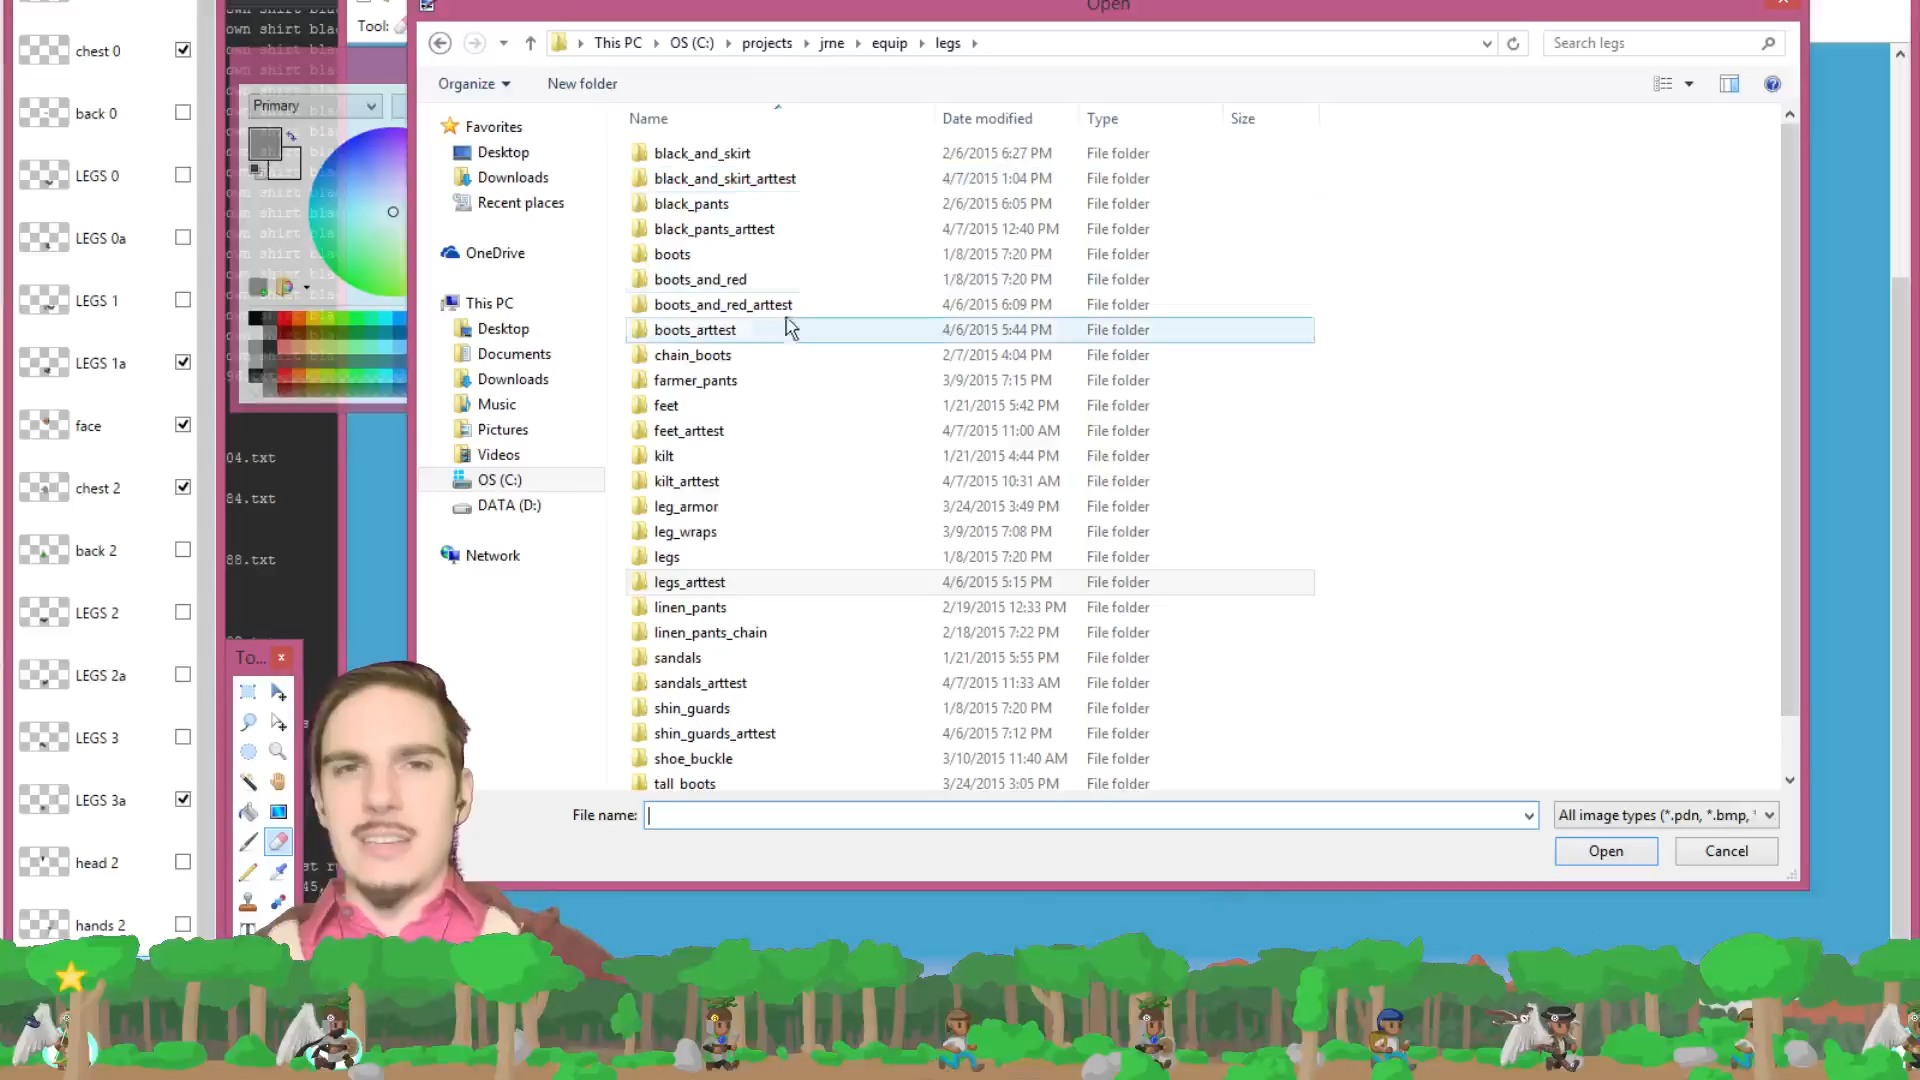 Open
Tool:
This PC
OS (C:)
projects
jrne
equip
legs
Search legs
Organize
New folder
Name
Date modified
Type
Size
chest 0
back 0
LEGS 0
LEGS 0a
LEGS 1
LEGS 1a
face
chest 2
back 2
LEGS 2
LEGS 2a
LEGS 3
LEGS 3a
head 2
hands 2
own shirt bla
Primary
04.txt
84.txt
88.txt
To...
Favorites
Desktop
Downloads
Recent places
OneDrive
This PC
Desktop
Documents
Downloads
Music
Pictures
Videos
OS (C:)
DATA (D:)
Network
black_and_skirt 2/6/2015 6:27 PM File folder
black_and_skirt_arttest 4/7/2015 1:04 PM File folder
black_pants 2/6/2015 6:05 PM File folder
black_pants_arttest 4/7/2015 12:40 PM File folder
boots 1/8/2015 7:20 PM File folder
boots_and_red 1/8/2015 7:20 PM File folder
boots_and_red_arttest 4/6/2015 6:09 PM File folder
boots_arttest 4/6/2015 5:44 PM File folder
chain_boots 2/7/2015 4:04 PM File folder
farmer_pants 3/9/2015 7:15 PM File folder
feet 1/21/2015 5:42 PM File folder
feet_arttest 4/7/2015 11:00 AM File folder
kilt 1/21/2015 4:44 PM File folder
kilt_arttest 4/7/2015 10:31 AM File folder
leg_armor 3/24/2015 3:49 PM File folder
leg_wraps 3/9/2015 7:08 PM File folder
legs 1/8/2015 7:20 PM File folder
legs_arttest 4/6/2015 5:15 PM File folder
linen_pants 2/19/2015 12:33 PM File folder
linen_pants_chain 2/18/2015 7:22 PM File folder
sandals 1/21/2015 5:55 PM File folder
sandals_arttest 4/7/2015 11:33 AM File folder
shin_guards 1/8/2015 7:20 PM File folder
shin_guards_arttest 4/6/2015 7:12 PM File folder
shoe_buckle 3/10/2015 11:40 AM File folder
tall_boots 3/24/2015 3:05 PM File folder
File name:
All image types (*.pdn, *.bmp, *
Open
Cancel